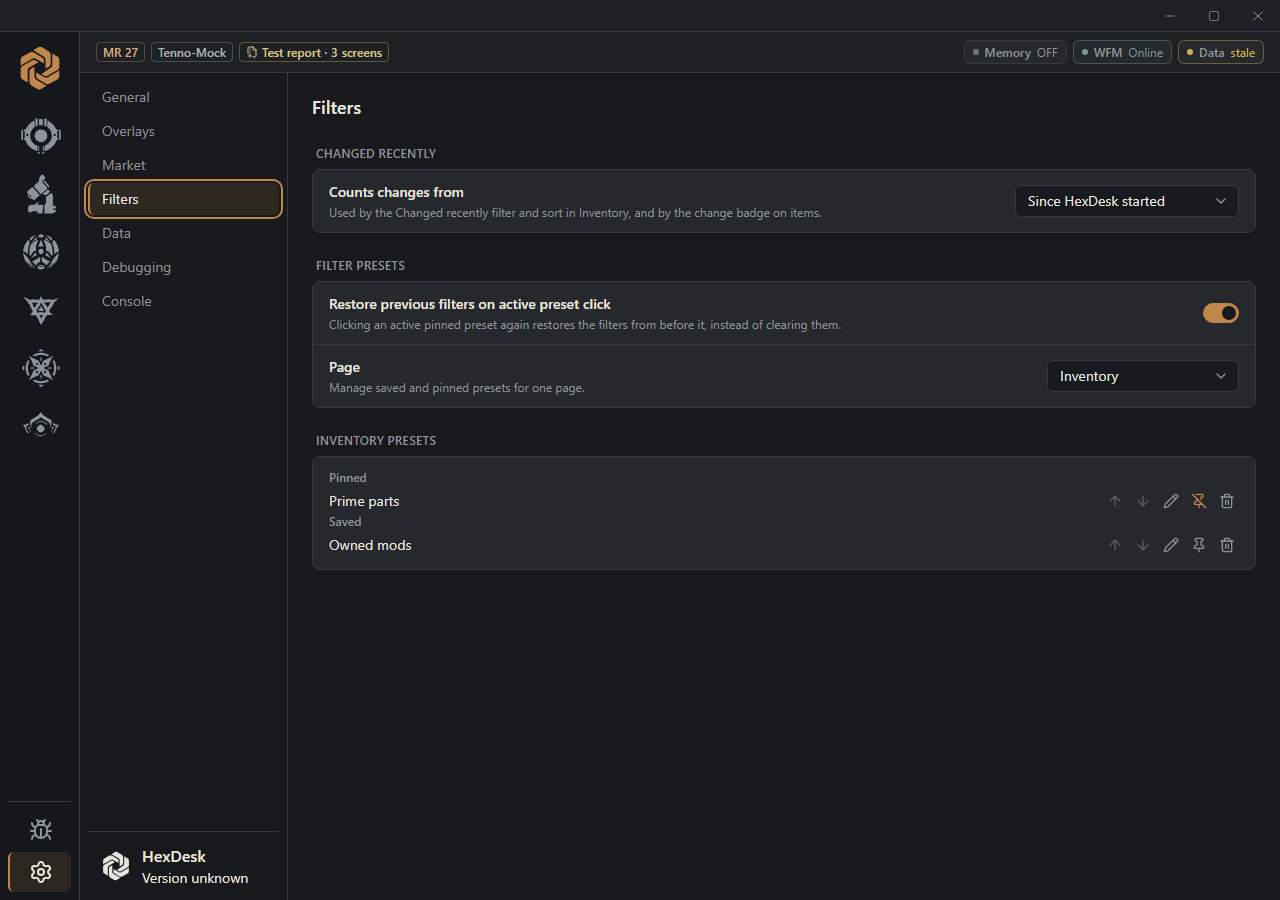 MR 27
Tenno-Mock
Test report · 3 screens
Memory OFF
WFM Online
Data stale
General
Overlays
Market
Filters
Data
Debugging
Console
HexDesk
Version unknown
Filters
CHANGED RECENTLY
Counts changes from
Used by the Changed recently filter and sort in Inventory, and by the change badge on items.
Since HexDesk started
FILTER PRESETS
Restore previous filters on active preset click
Clicking an active pinned preset again restores the filters from before it, instead of clearing them.
Page
Manage saved and pinned presets for one page.
Inventory
INVENTORY PRESETS
Pinned
Prime parts
Saved
Owned mods